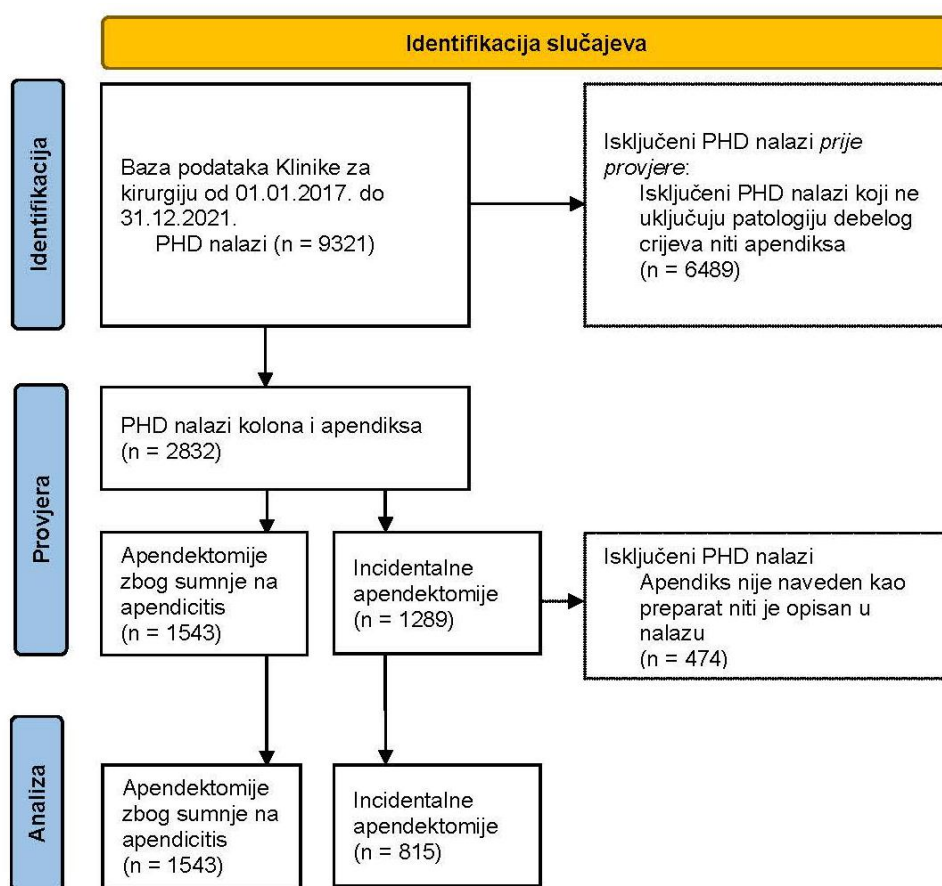 Identifikacija slučajeva
Identifikacija
Baza podataka Klinike za
kirurgiju od 01.01.2017. do
31.12.2021.
PHD nalazi (n = 9321)
Isključeni PHD nalazi prije
provjere:
Isključeni PHD nalazi koji ne
uključuju patologiju debelog
crijeva niti apendiksa
(n = 6489)
Provjera
PHD nalazi kolona i apendiksa
(n = 2832)
Apendektomije
zbog sumnje na
apendicitis
(n = 1543)
Incidentalne
apendektomije
(n = 1289)
Isključeni PHD nalazi
Apendiks nije naveden kao
preparat niti je opisan u
nalazu
(n = 474)
Analiza
Apendektomije
zbog sumnje na
apendicitis
(n = 1543)
Incidentalne
apendektomije
(n = 815)